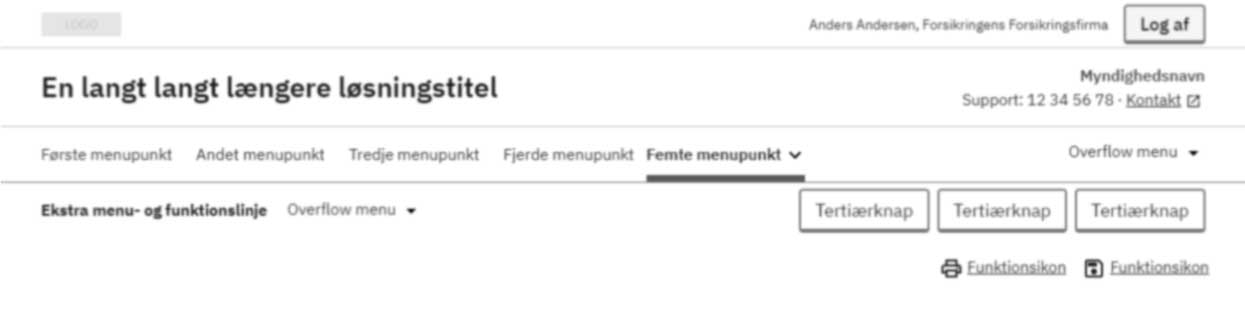 LOGO
Anders Andersen, Forsikringens Forsikringsfirma
Log af
En langt langt længere løsningstitel
Myndighedsnavn
Support: 12 34 56 78 · Kontakt
Første menupunkt
Andet menupunkt
Tredje menupunkt
Fjerde menupunkt
Femte menupunkt
Overflow menu
Ekstra menu- og funktionslinje
Overflow menu
Tertiærknap
Tertiærknap
Tertiærknap
Funktionsikon
Funktionsikon